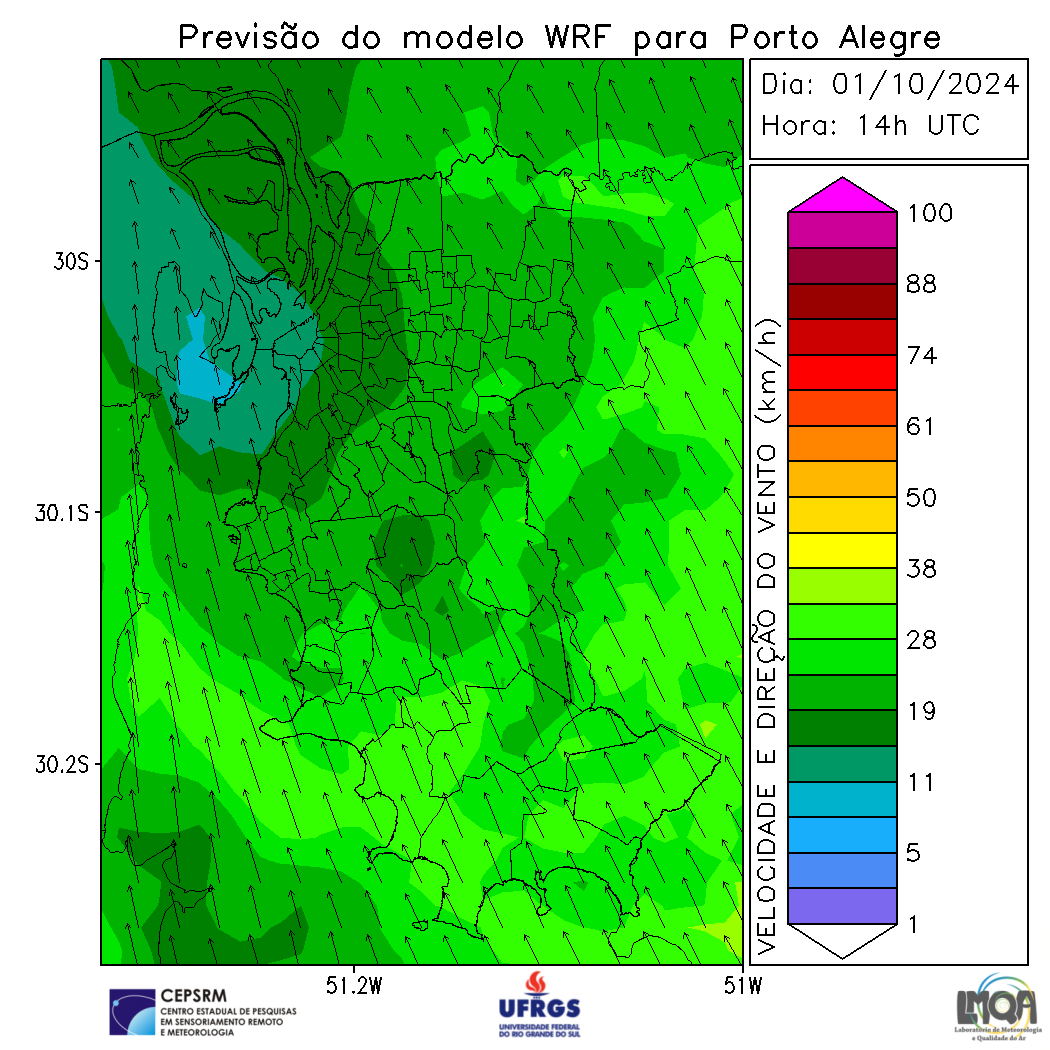 Previsão do modelo WRF para Porto Alegre
Dia: 01/10/2024
Hora: 14h UTC
30S
30.1S
30.2S
51.2W
51W
VELOCIDADE E DIREÇÃO DO VENTO (km/h)
100
88
74
61
50
38
28
19
11
5
1
CEPSRM
CENTRO ESTADUAL DE PESQUISAS
EM SENSORIAMENTO REMOTO
E METEOROLOGIA
UFRGS
UNIVERSIDADE FEDERAL
DO RIO GRANDE DO SUL
LMQA
Laboratório de Meteorologia
e Qualidade do Ar